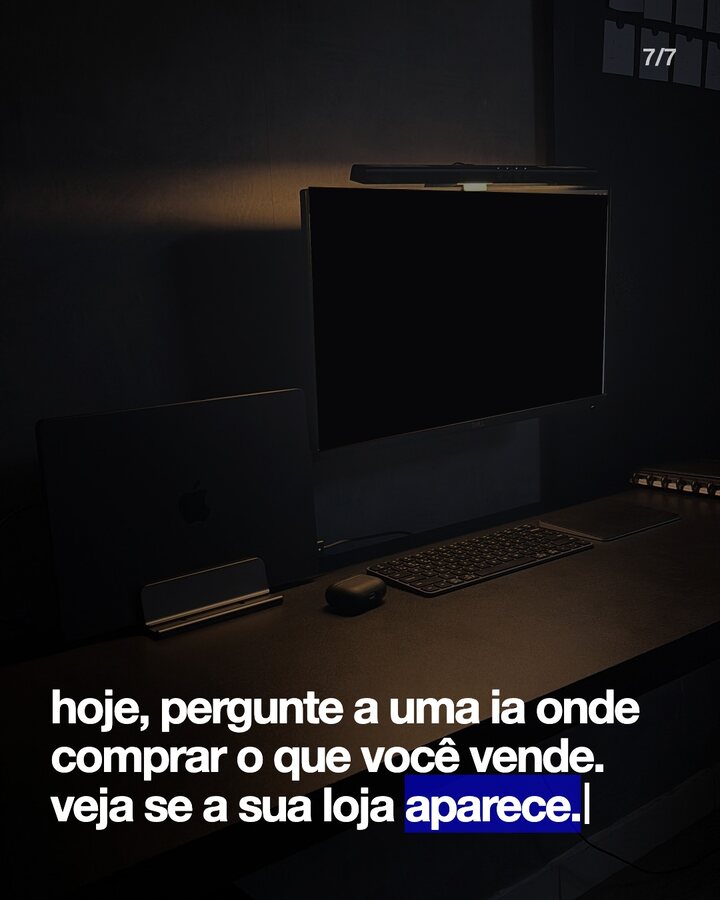 7/7
hoje, pergunte a uma ia onde
comprar o que você vende.
veja se a sua loja aparece.